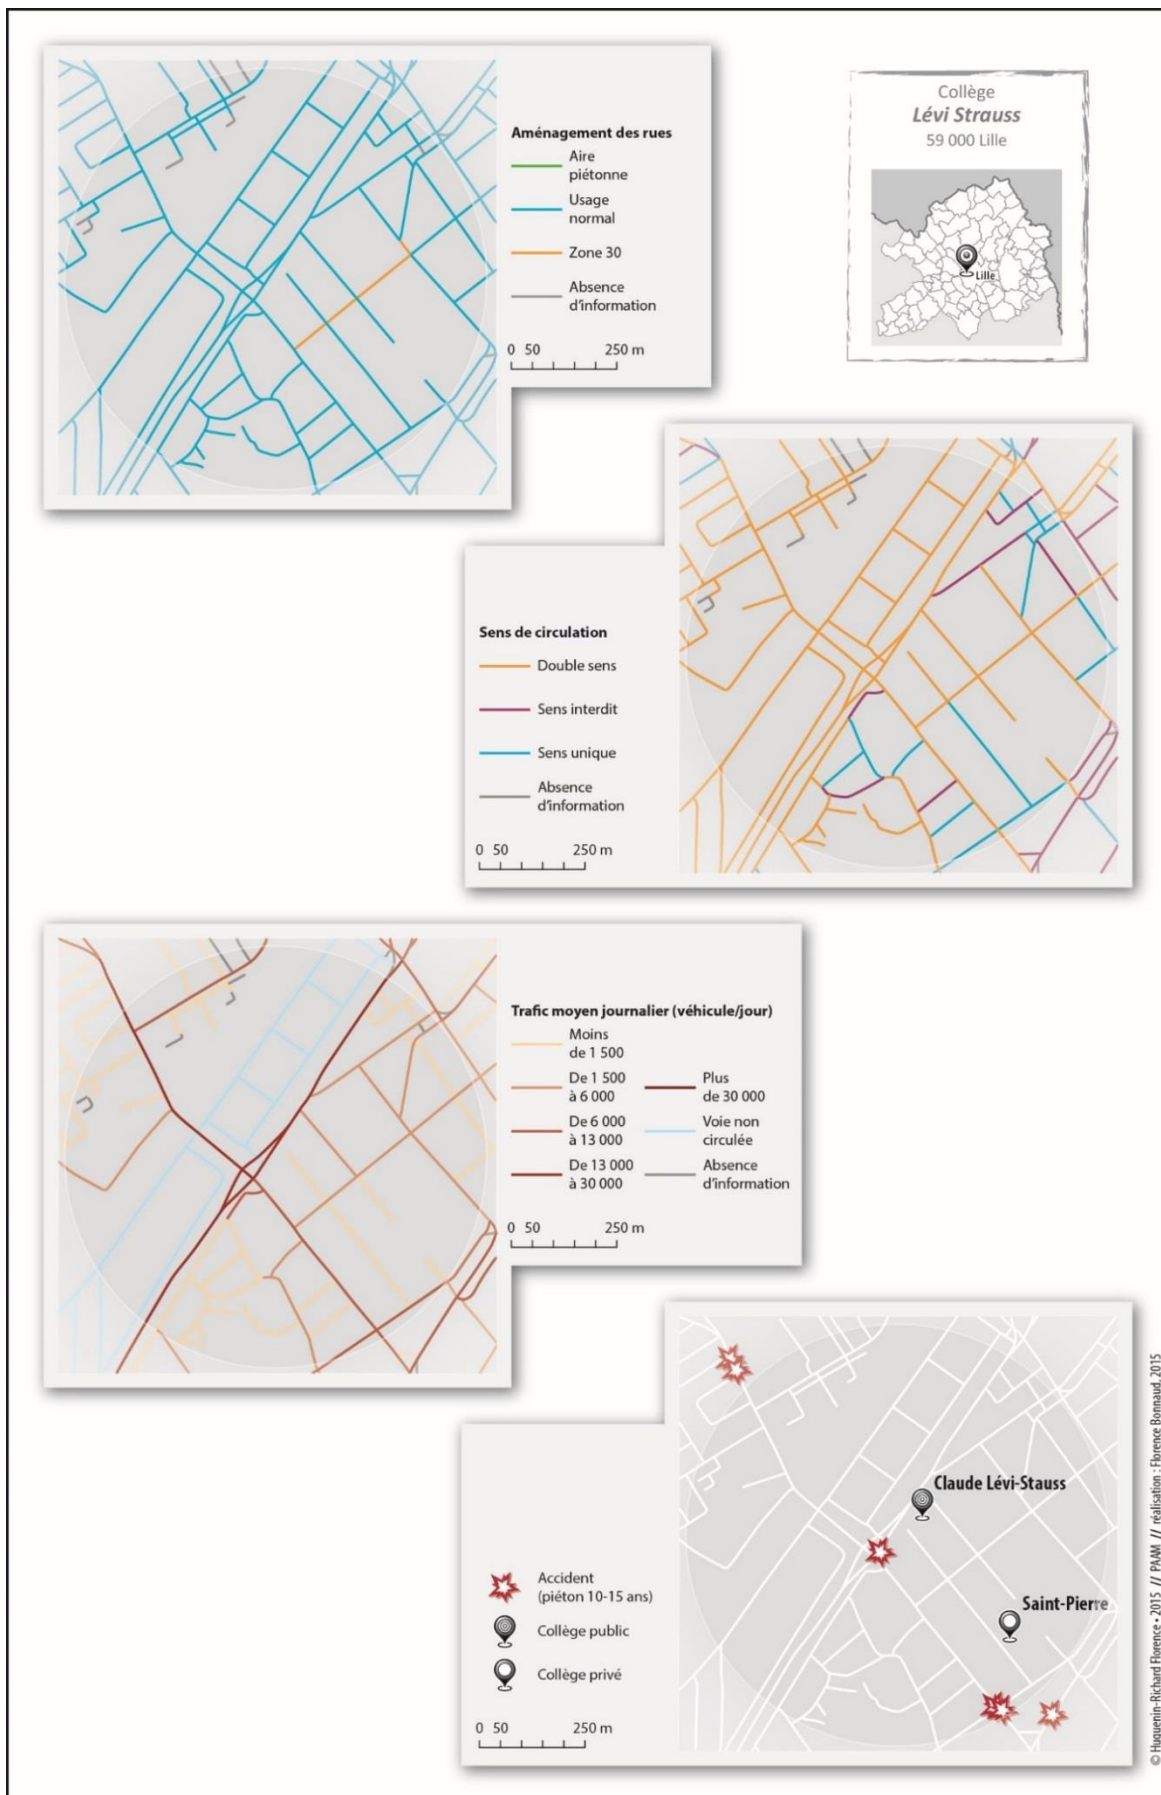 Collège
Lévi Strauss
59 000 Lille
Lille
Aménagement des rues
Aire
piétonne
Usage
normal
Zone 30
Absence
d'information
0 50 250 m
Sens de circulation
Double sens
Sens interdit
Sens unique
Absence
d'information
0 50 250 m
Trafic moyen journalier (véhicule/jour)
Moins
de 1 500
De 1 500
à 6 000
De 6 000
à 13 000
De 13 000
à 30 000
Plus
de 30 000
Voie non
circulée
Absence
d'information
0 50 250 m
Claude Lévi-Stauss
Saint-Pierre
Accident
(piéton 10-15 ans)
Collège public
Collège privé
0 50 250 m
© Huguenin-Richard Florence • 2015 // PAAM // réalisation : Florence Bonnaud, 2015